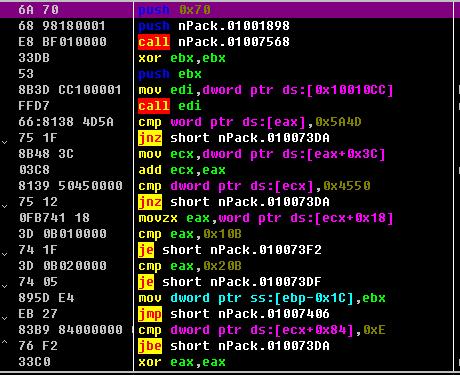 6A 70 push 0x70
68 98180001 push nPack.01001898
E8 BF010000 call nPack.01007568
33DB xor ebx,ebx
53 push ebx
8B3D CC100001 mov edi,dword ptr ds:[0x10010CC]
FFD7 call edi
66:8138 4D5A cmp word ptr ds:[eax],0x5A4D
75 1F jnz short nPack.010073DA
8B48 3C mov ecx,dword ptr ds:[eax+0x3C]
03C8 add ecx,eax
8139 50450000 cmp dword ptr ds:[ecx],0x4550
75 12 jnz short nPack.010073DA
0FB741 18 movzx eax,word ptr ds:[ecx+0x18]
3D 0B010000 cmp eax,0x10B
74 1F je short nPack.010073F2
3D 0B020000 cmp eax,0x20B
74 05 je short nPack.010073DF
895D E4 mov dword ptr ss:[ebp-0x1C],ebx
EB 27 jmp short nPack.01007406
83B9 84000000 cmp dword ptr ds:[ecx+0x84],0xE
76 F2 jbe short nPack.010073DA
33C0 xor eax,eax